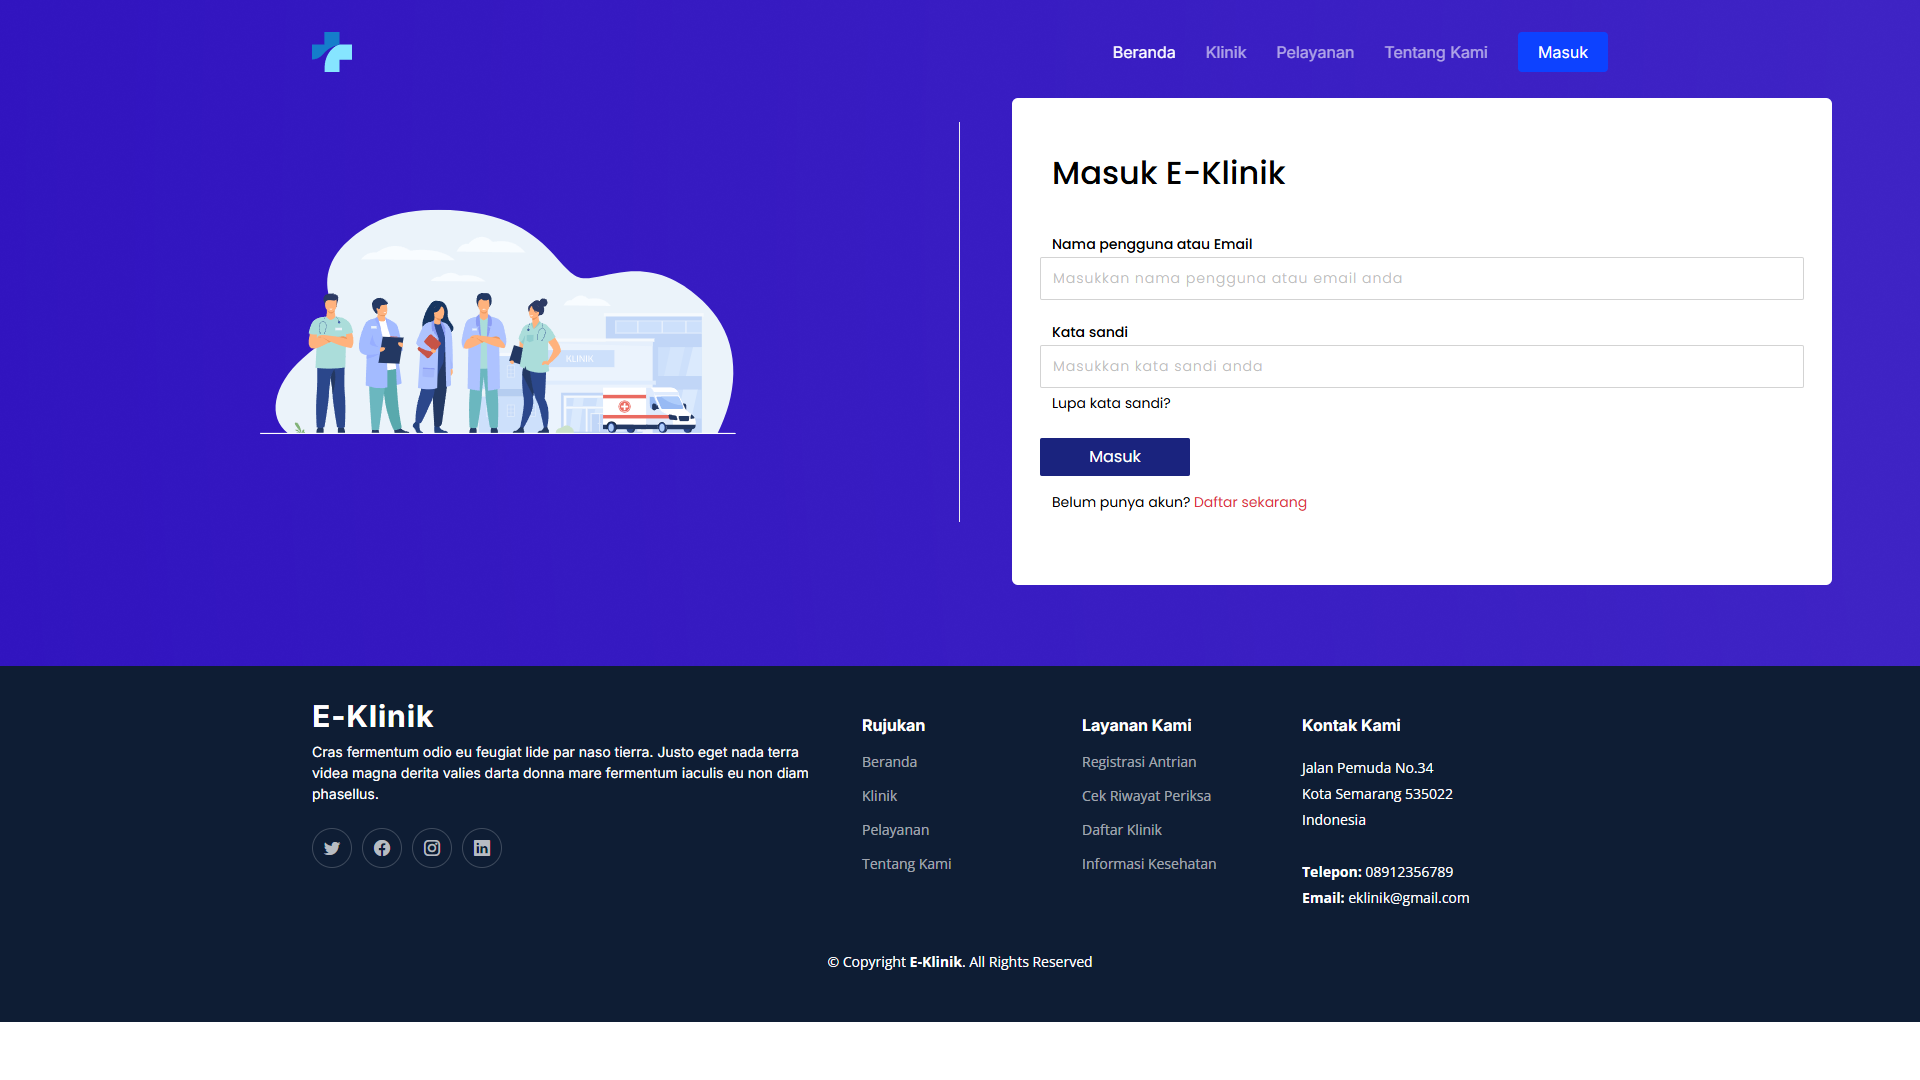 Beranda Klinik Pelayanan Tentang Kami Masuk
Masuk E-Klinik
Nama pengguna atau Email
Masukkan nama pengguna atau email anda
Kata sandi
Masukkan kata sandi anda
Lupa kata sandi?
Masuk
Belum punya akun? Daftar sekarang
KLINIK
E-Klinik
Cras fermentum odio eu feugiat lide par naso tierra. Justo eget nada terra
videa magna derita valies darta donna mare fermentum iaculis eu non diam
phasellus.
Rujukan
Beranda
Klinik
Pelayanan
Tentang Kami
Layanan Kami
Registrasi Antrian
Cek Riwayat Periksa
Daftar Klinik
Informasi Kesehatan
Kontak Kami
Jalan Pemuda No.34
Kota Semarang 535022
Indonesia
Telepon: 08912356789
Email: eklinik@gmail.com
© Copyright E-Klinik. All Rights Reserved